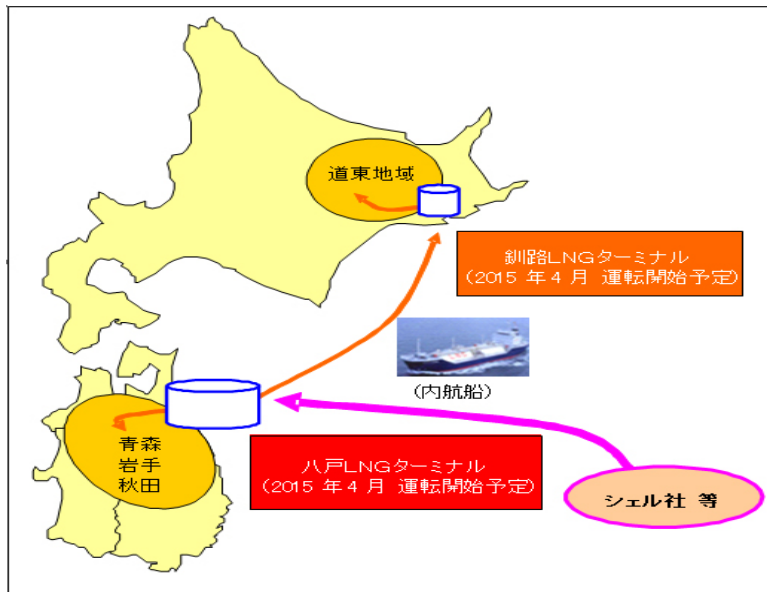 道東地域
釧路LNGターミナル
(2015 年 4 月 運転開始予定)
(内航船)
青森
岩手
秋田
八戸LNGターミナル
(2015 年 4 月 運転開始予定)
シェル社 等